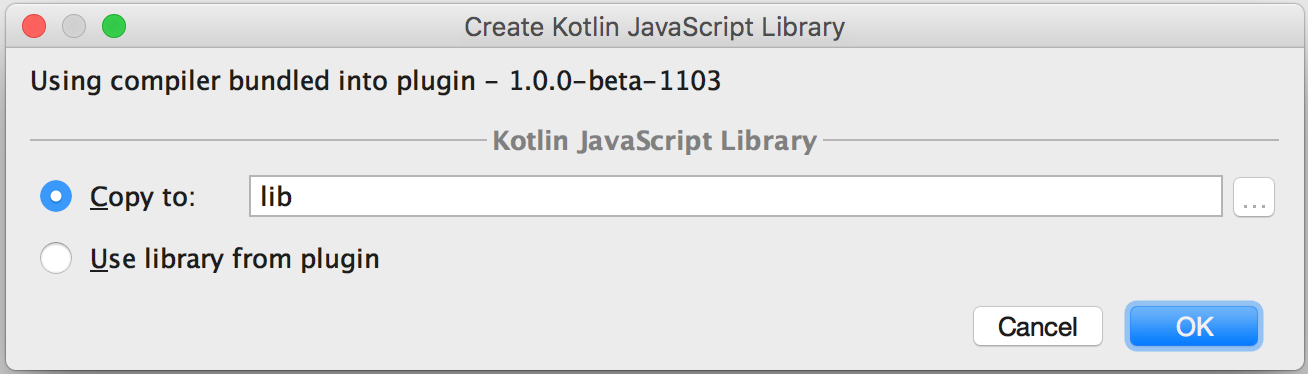 Create Kotlin JavaScript Library
Using compiler bundled into plugin - 1.0.0-beta-1103
Kotlin JavaScript Library
Copy to: lib ...
Use library from plugin
Cancel OK